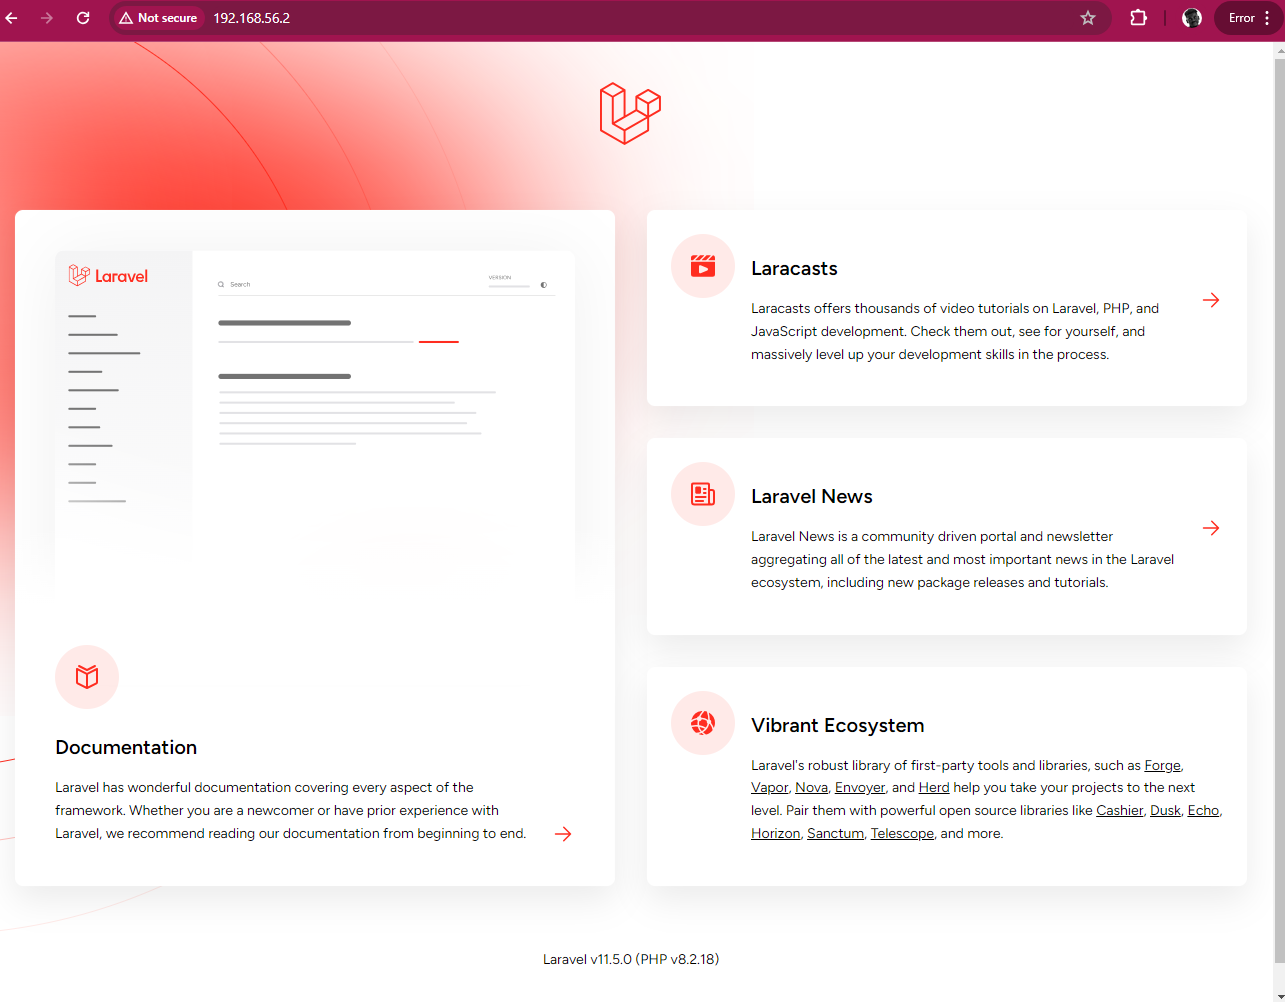 Not secure
192.168.56.2
Error
Laravel
Search
VERSION
Documentation
Laravel has wonderful documentation covering every aspect of the
framework. Whether you are a newcomer or have prior experience with
Laravel, we recommend reading our documentation from beginning to end.
Laracasts
Laracasts offers thousands of video tutorials on Laravel, PHP, and
JavaScript development. Check them out, see for yourself, and
massively level up your development skills in the process.
Laravel News
Laravel News is a community driven portal and newsletter
aggregating all of the latest and most important news in the Laravel
ecosystem, including new package releases and tutorials.
Vibrant Ecosystem
Laravel's robust library of first-party tools and libraries, such as Forge,
Vapor, Nova, Envoyer, and Herd help you take your projects to the next
level. Pair them with powerful open source libraries like Cashier, Dusk, Echo,
Horizon, Sanctum, Telescope, and more.
Laravel v11.5.0 (PHP v8.2.18)